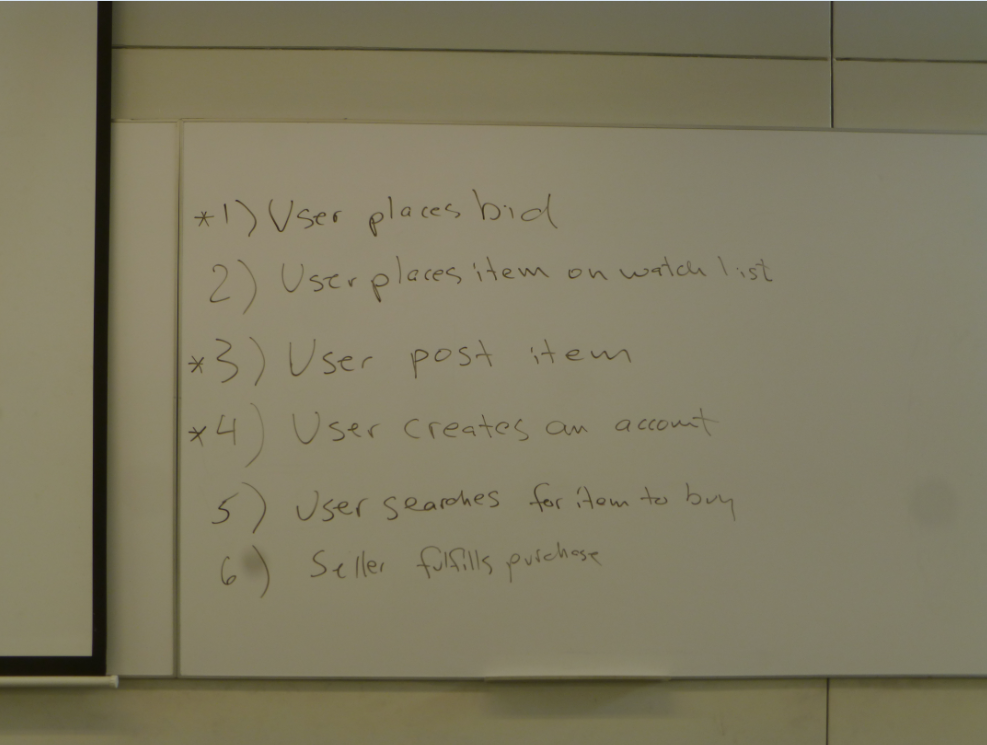 *1) User places bid
2) User places item on watch list
*3) User post item
*4) User creates an account
5) User searches for item to buy
6) Seller fulfills purchase